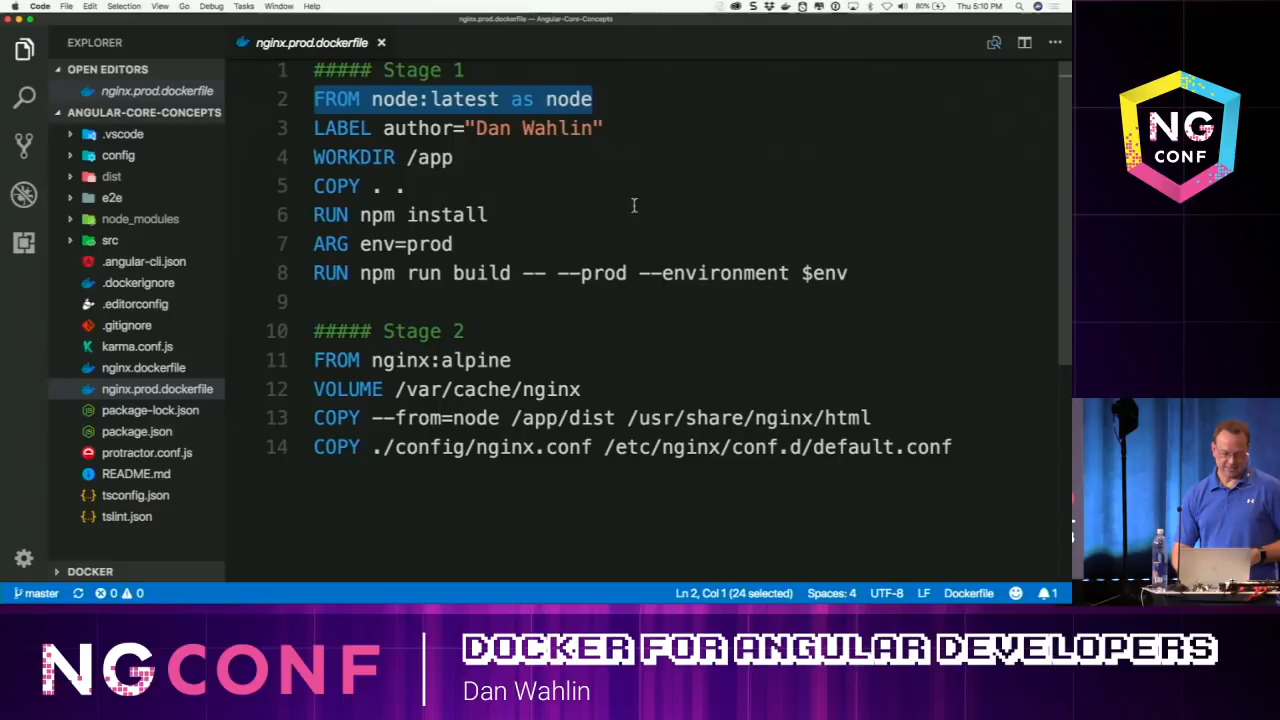 Code File Edit Selection View Go Debug Tasks Window Help
80% Thu 5:10 PM
nginx.prod.dockerfile — Angular-Core-Concepts
EXPLORER
OPEN EDITORS
nginx.prod.dockerfile
ANGULAR-CORE-CONCEPTS
.vscode
config
dist
e2e
node_modules
src
.angular-cli.json
.dockerignore
.editorconfig
.gitignore
karma.conf.js
nginx.dockerfile
nginx.prod.dockerfile
package-lock.json
package.json
protractor.conf.js
README.md
tsconfig.json
tslint.json
DOCKER
nginx.prod.dockerfile
1 ##### Stage 1
2 FROM node:latest as node
3 LABEL author="Dan Wahlin"
4 WORKDIR /app
5 COPY . .
6 RUN npm install
7 ARG env=prod
8 RUN npm run build -- --prod --environment $env
9
10 ##### Stage 2
11 FROM nginx:alpine
12 VOLUME /var/cache/nginx
13 COPY --from=node /app/dist /usr/share/nginx/html
14 COPY ./config/nginx.conf /etc/nginx/conf.d/default.conf
master 0 0 Ln 2, Col 1 (24 selected) Spaces: 4 UTF-8 LF Dockerfile 1
NG
CONF
NGCONF
DOCKER FOR ANGULAR DEVELOPERS
Dan Wahlin